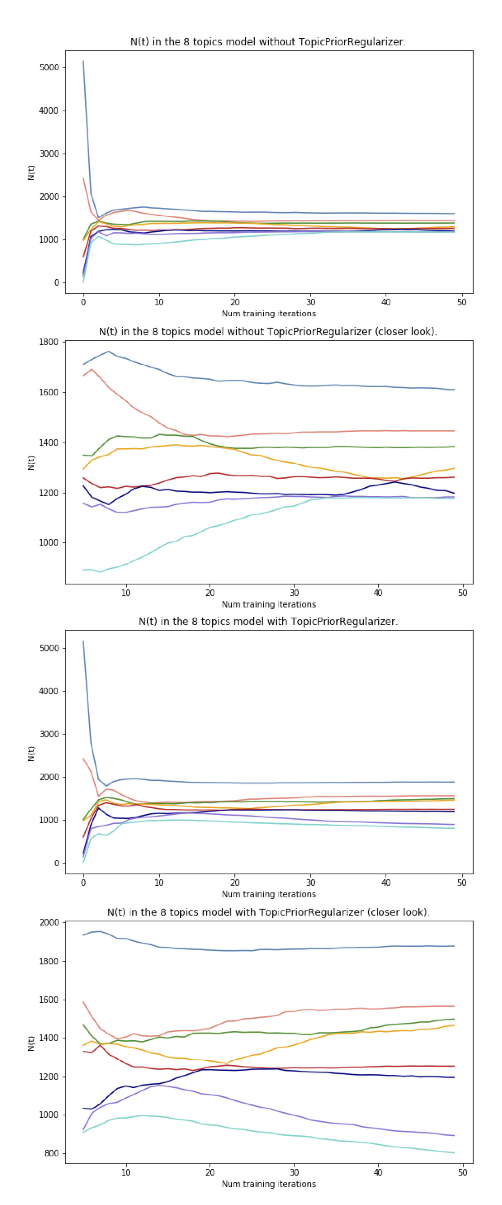 N(t) in the 8 topics model without TopicPriorRegularizer.
5000
4000
3000
2000
1000
0
N(t)
0 10 20 30 40 50
Num training iterations
N(t) in the 8 topics model without TopicPriorRegularizer (closer look).
1800
1600
1400
1200
1000
N(t)
10 20 30 40 50
Num training iterations
N(t) in the 8 topics model with TopicPriorRegularizer.
5000
4000
3000
2000
1000
0
N(t)
0 10 20 30 40 50
Num training iterations
N(t) in the 8 topics model with TopicPriorRegularizer (closer look).
2000
1800
1600
1400
1200
1000
800
N(t)
10 20 30 40 50
Num training iterations